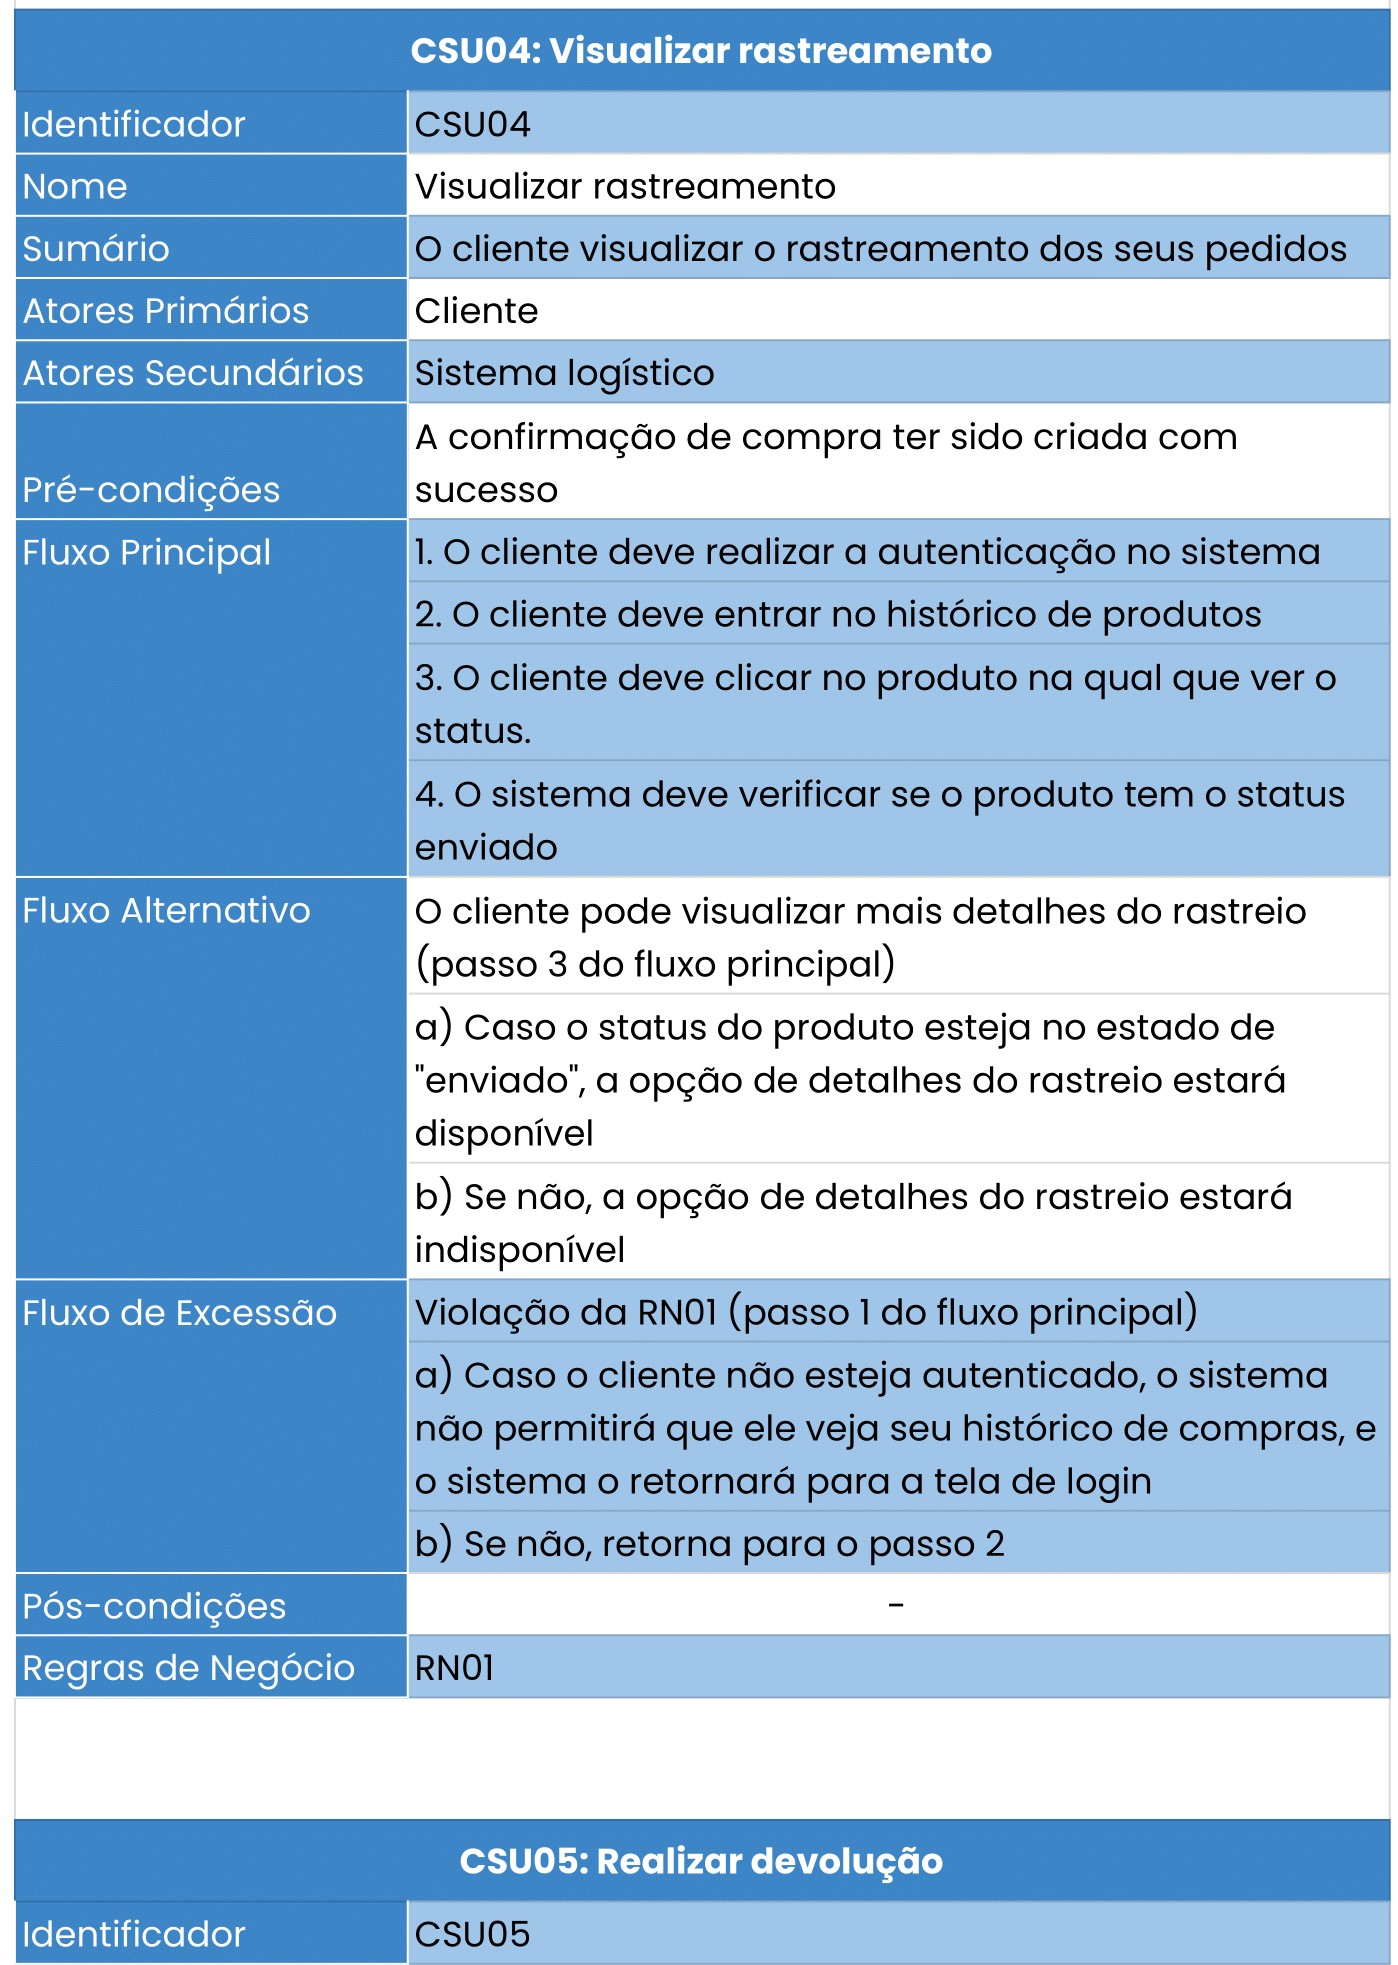 CSU04: Visualizar rastreamento
Identificador CSU04
Nome Visualizar rastreamento
Sumário O cliente visualizar o rastreamento dos seus pedidos
Atores Primários Cliente
Atores Secundários Sistema logístico
A confirmação de compra ter sido criada com
Pré-condições sucesso
Fluxo Principal 1. O cliente deve realizar a autenticação no sistema
2. O cliente deve entrar no histórico de produtos
3. O cliente deve clicar no produto na qual que ver o
status.
4. O sistema deve verificar se o produto tem o status
enviado
Fluxo Alternativo O cliente pode visualizar mais detalhes do rastreio
(passo 3 do fluxo principal)
a) Caso o status do produto esteja no estado de
"enviado", a opção de detalhes do rastreio estará
disponível
b) Se não, a opção de detalhes do rastreio estará
indisponível
Fluxo de Excessão Violação da RN01 (passo 1 do fluxo principal)
a) Caso o cliente não esteja autenticado, o sistema
não permitirá que ele veja seu histórico de compras, e
o sistema o retornará para a tela de login
b) Se não, retorna para o passo 2
Pós-condições -
Regras de Negócio RN01
CSU05: Realizar devolução
Identificador CSU05